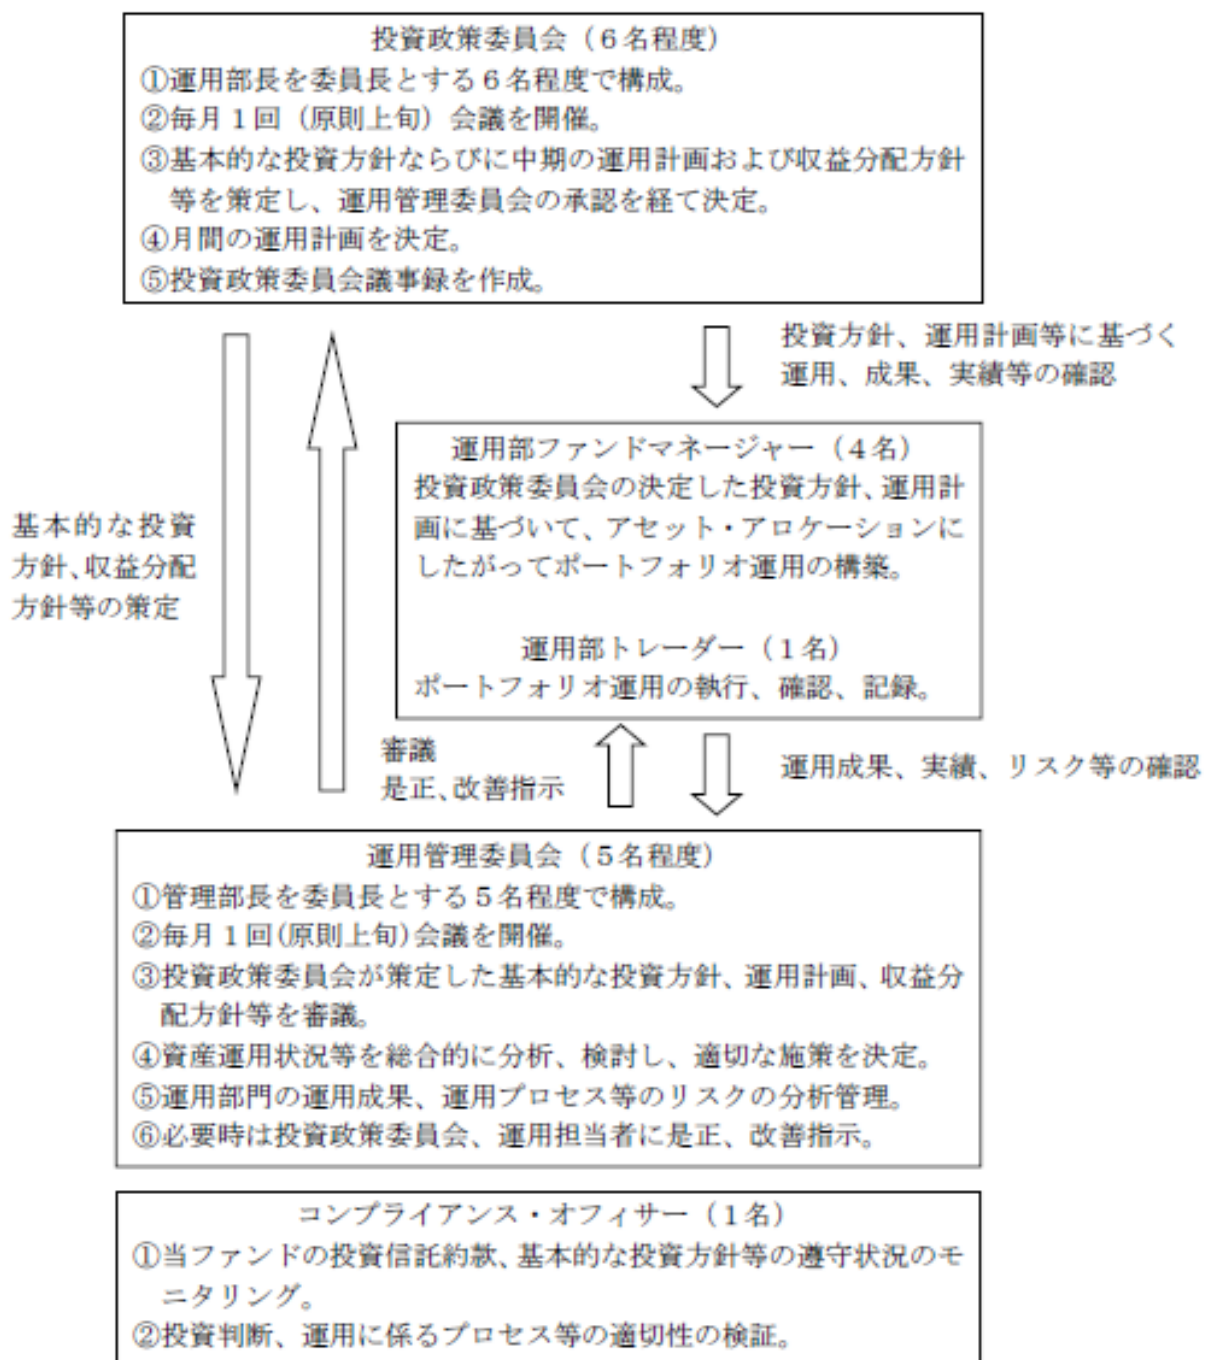 投資政策委員会（６名程度）
①運用部長を委員長とする６名程度で構成。
②毎月１回（原則上旬）会議を開催。
③基本的な投資方針ならびに中期の運用計画および収益分配方針
等を策定し、運用管理委員会の承認を経て決定。
④月間の運用計画を決定。
⑤投資政策委員会議事録を作成。
投資方針、運用計画等に基づく
運用、成果、実績等の確認
運用部ファンドマネージャー（４名）
投資政策委員会の決定した投資方針、運用計
画に基づいて、アセット・アロケーションに
したがってポートフォリオ運用の構築。
運用部トレーダー（１名）
ポートフォリオ運用の執行、確認、記録。
基本的な投資
方針、収益分配
方針等の策定
審議
是正、改善指示
運用成果、実績、リスク等の確認
運用管理委員会（５名程度）
①管理部長を委員長とする５名程度で構成。
②毎月１回(原則上旬)会議を開催。
③投資政策委員会が策定した基本的な投資方針、運用計画、収益分
配方針等を審議。
④資産運用状況等を総合的に分析、検討し、適切な施策を決定。
⑤運用部門の運用成果、運用プロセス等のリスクの分析管理。
⑥必要時は投資政策委員会、運用担当者に是正、改善指示。
コンプライアンス・オフィサー（１名）
①当ファンドの投資信託約款、基本的な投資方針等の遵守状況のモ
ニタリング。
②投資判断、運用に係るプロセス等の適切性の検証。